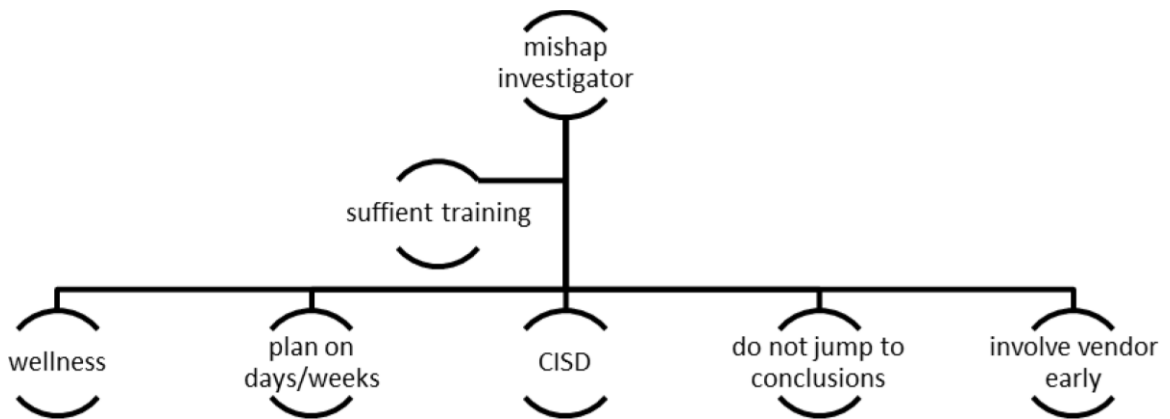 mishap
investigator
suffient training
wellness
plan on
days/weeks
CISD
do not jump to
conclusions
involve vendor
early